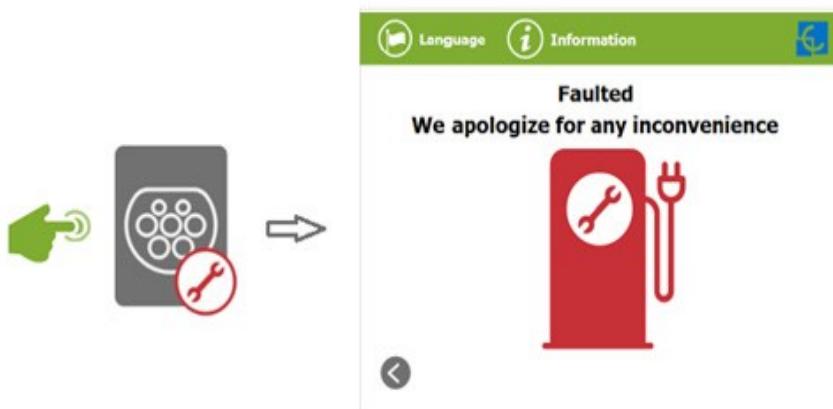 Language
Information
Faulted
We apologize for any inconvenience